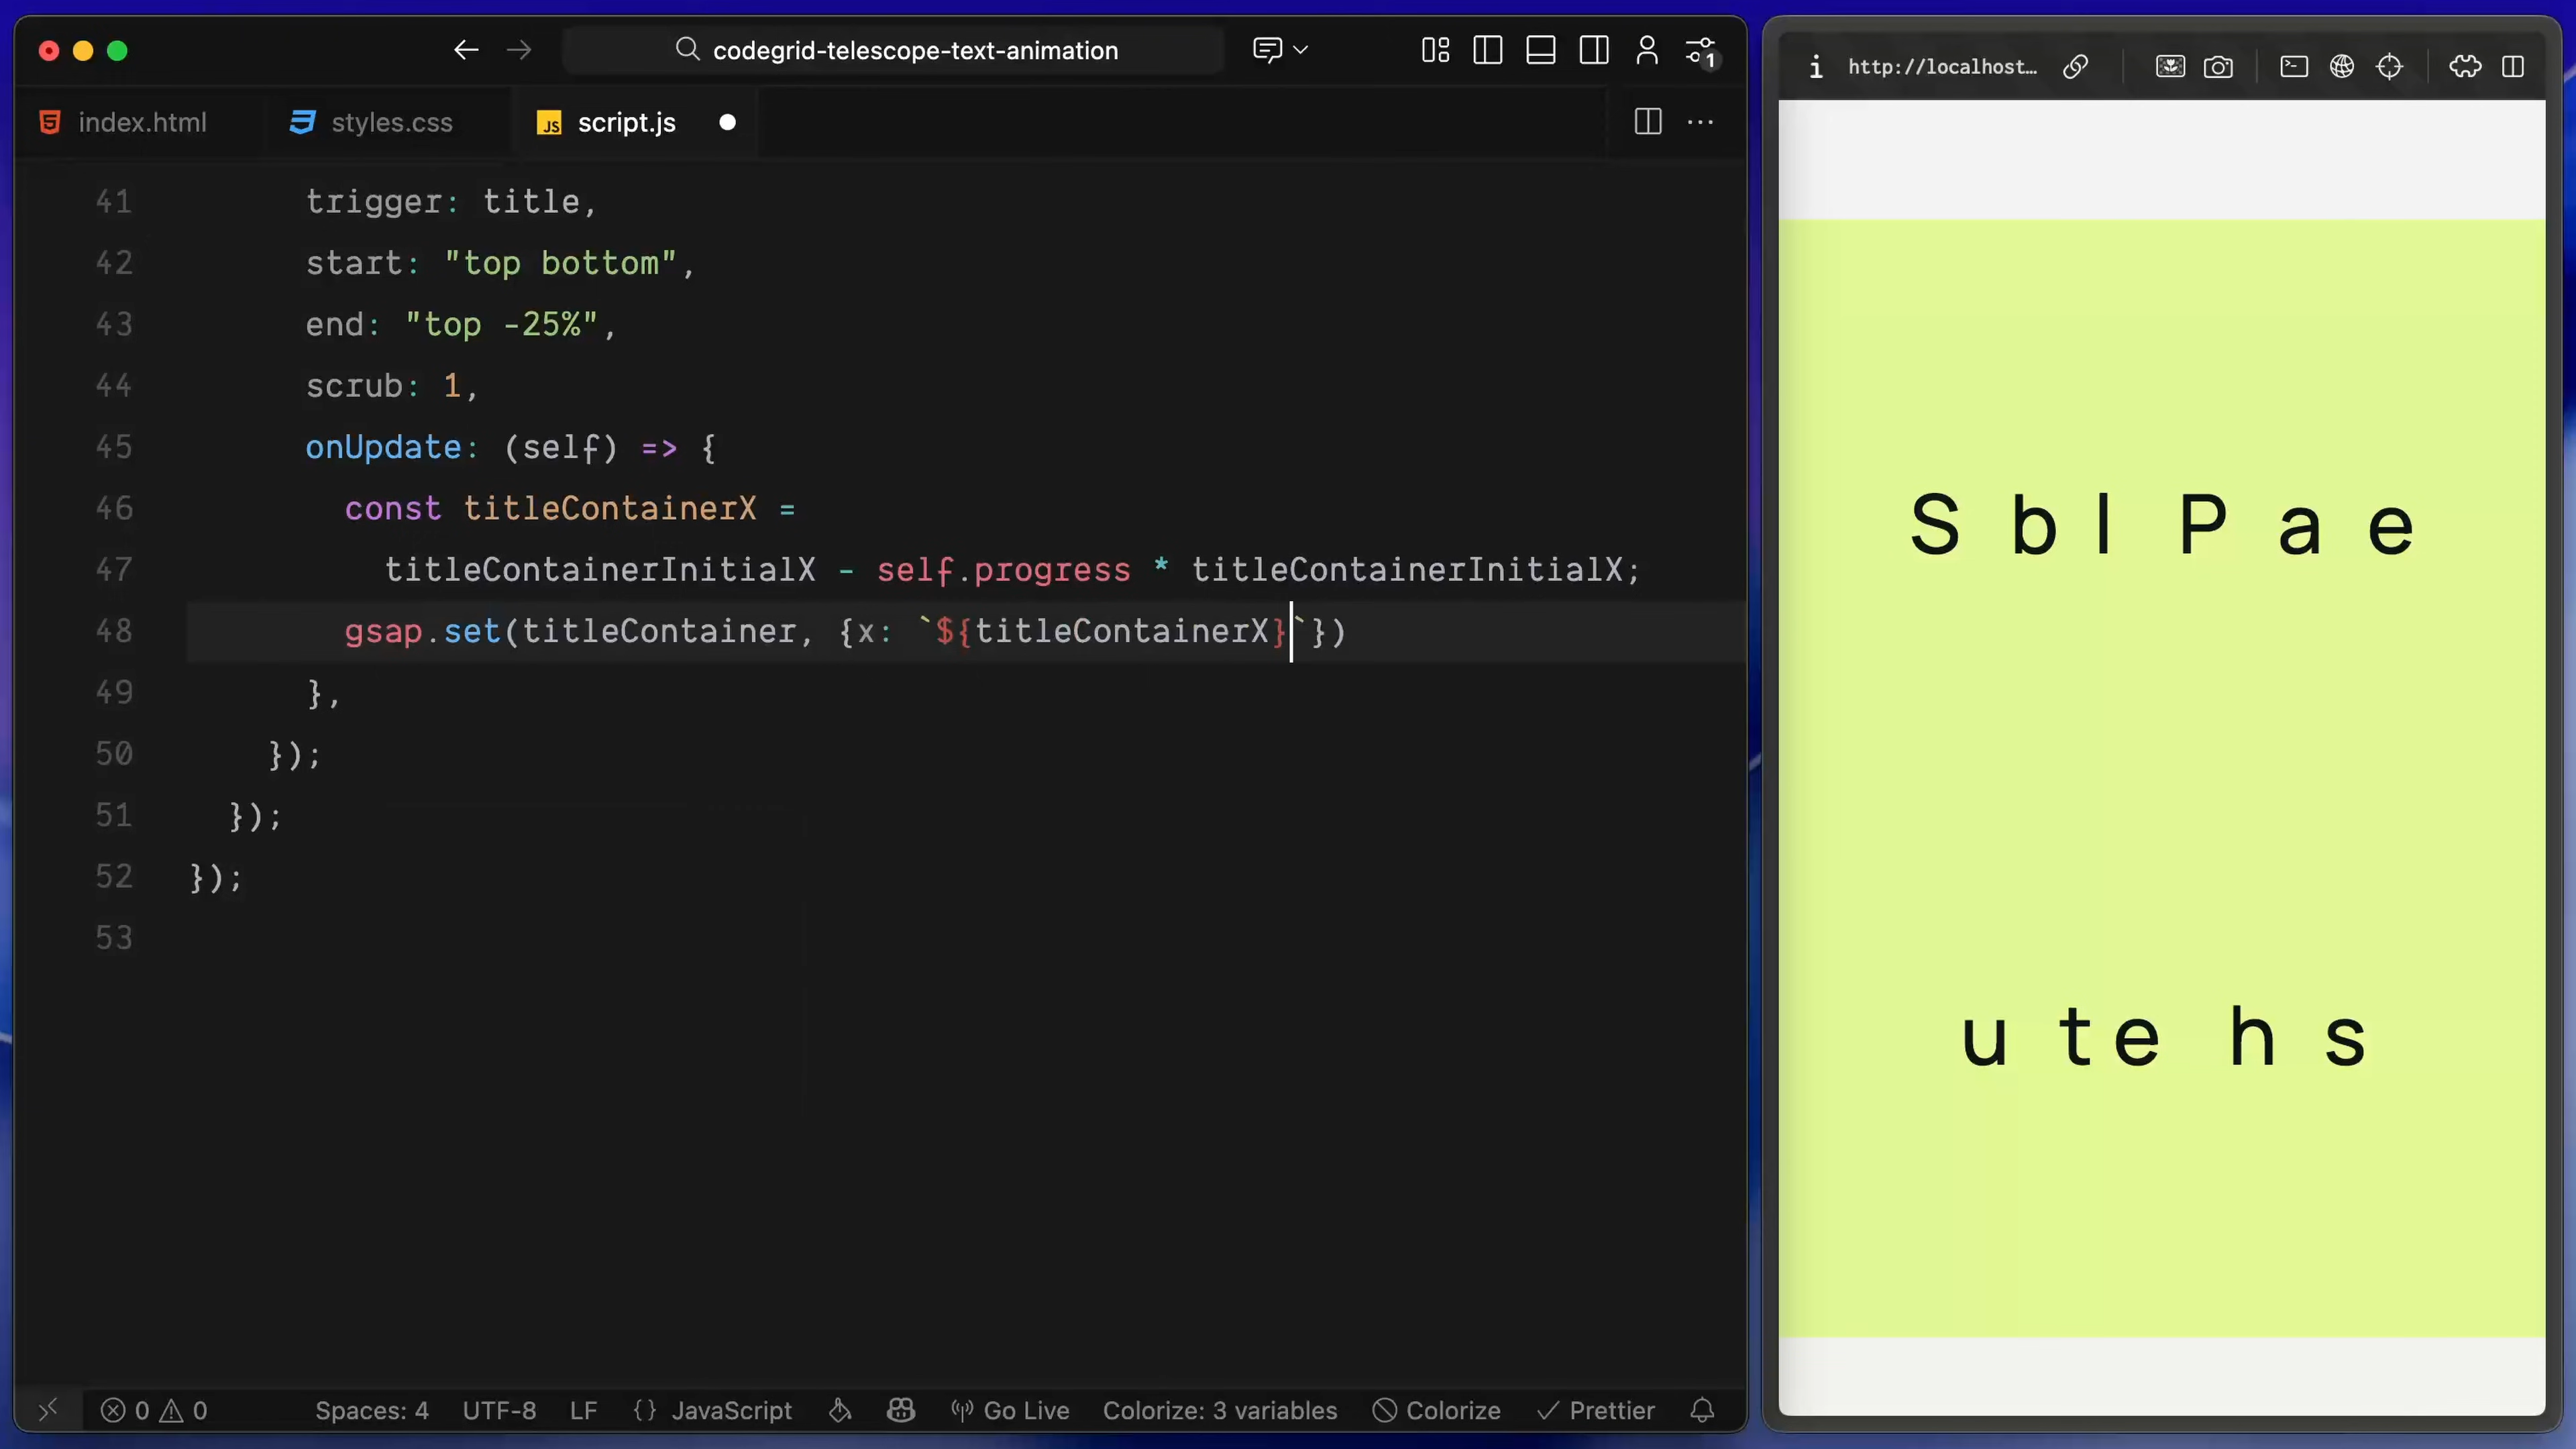 codegrid-telescope-text-animation
1
index.html
styles.css
script.js
41 trigger: title,
42 start: "top bottom",
43 end: "top -25%",
44 scrub: 1,
45 onUpdate: (self) => {
46 const titleContainerX =
47 titleContainerInitialX - self.progress * titleContainerInitialX;
48 gsap.set(titleContainer, {x: `${titleContainerX}`})
49 },
50 });
51 });
52 });
53
0 0 Spaces: 4 UTF-8 LF {} JavaScript Go Live Colorize: 3 variables Colorize Prettier
http://localhost…
S b l P a e
u t e h s